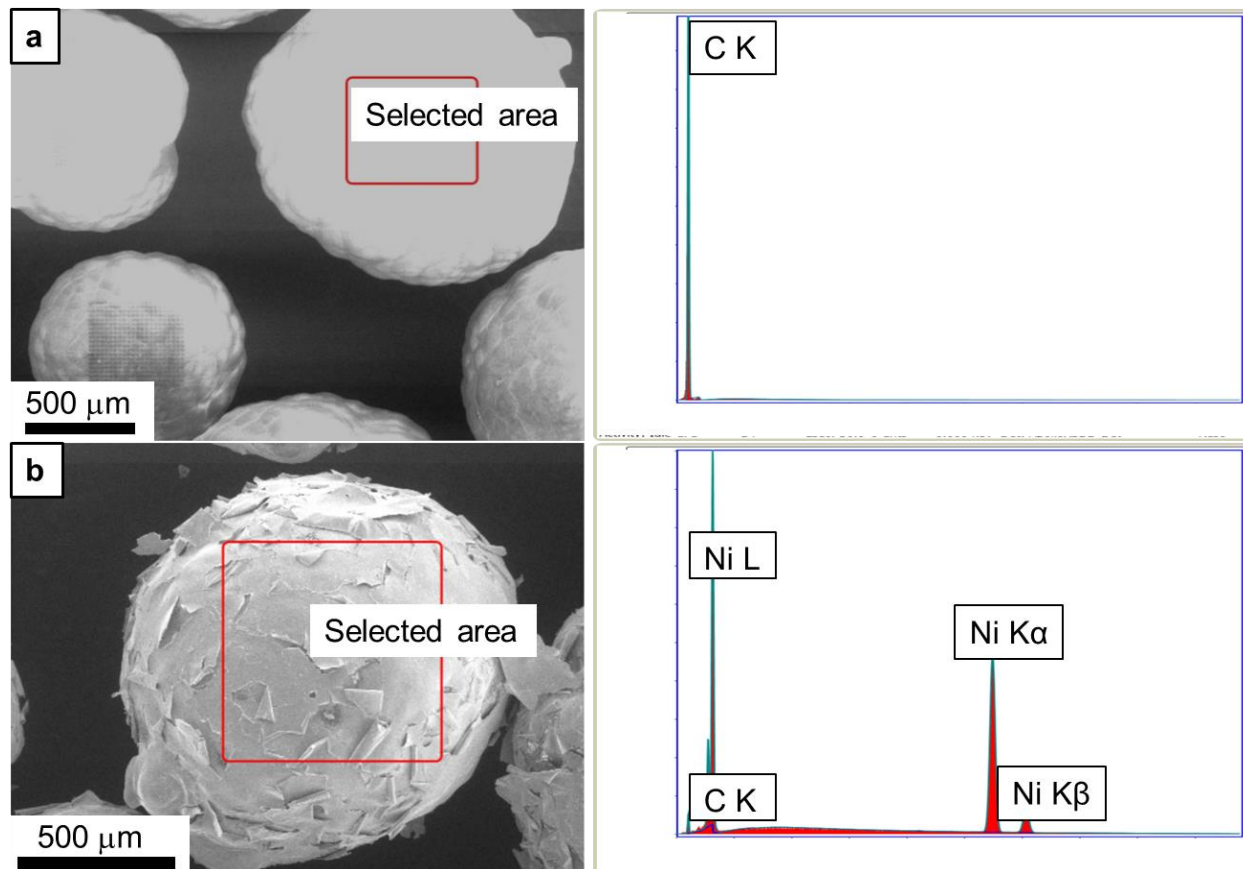 a
Selected area
500 μm
C K
b
Selected area
500 μm
Ni L
C K
Ni Kα
Ni Kβ